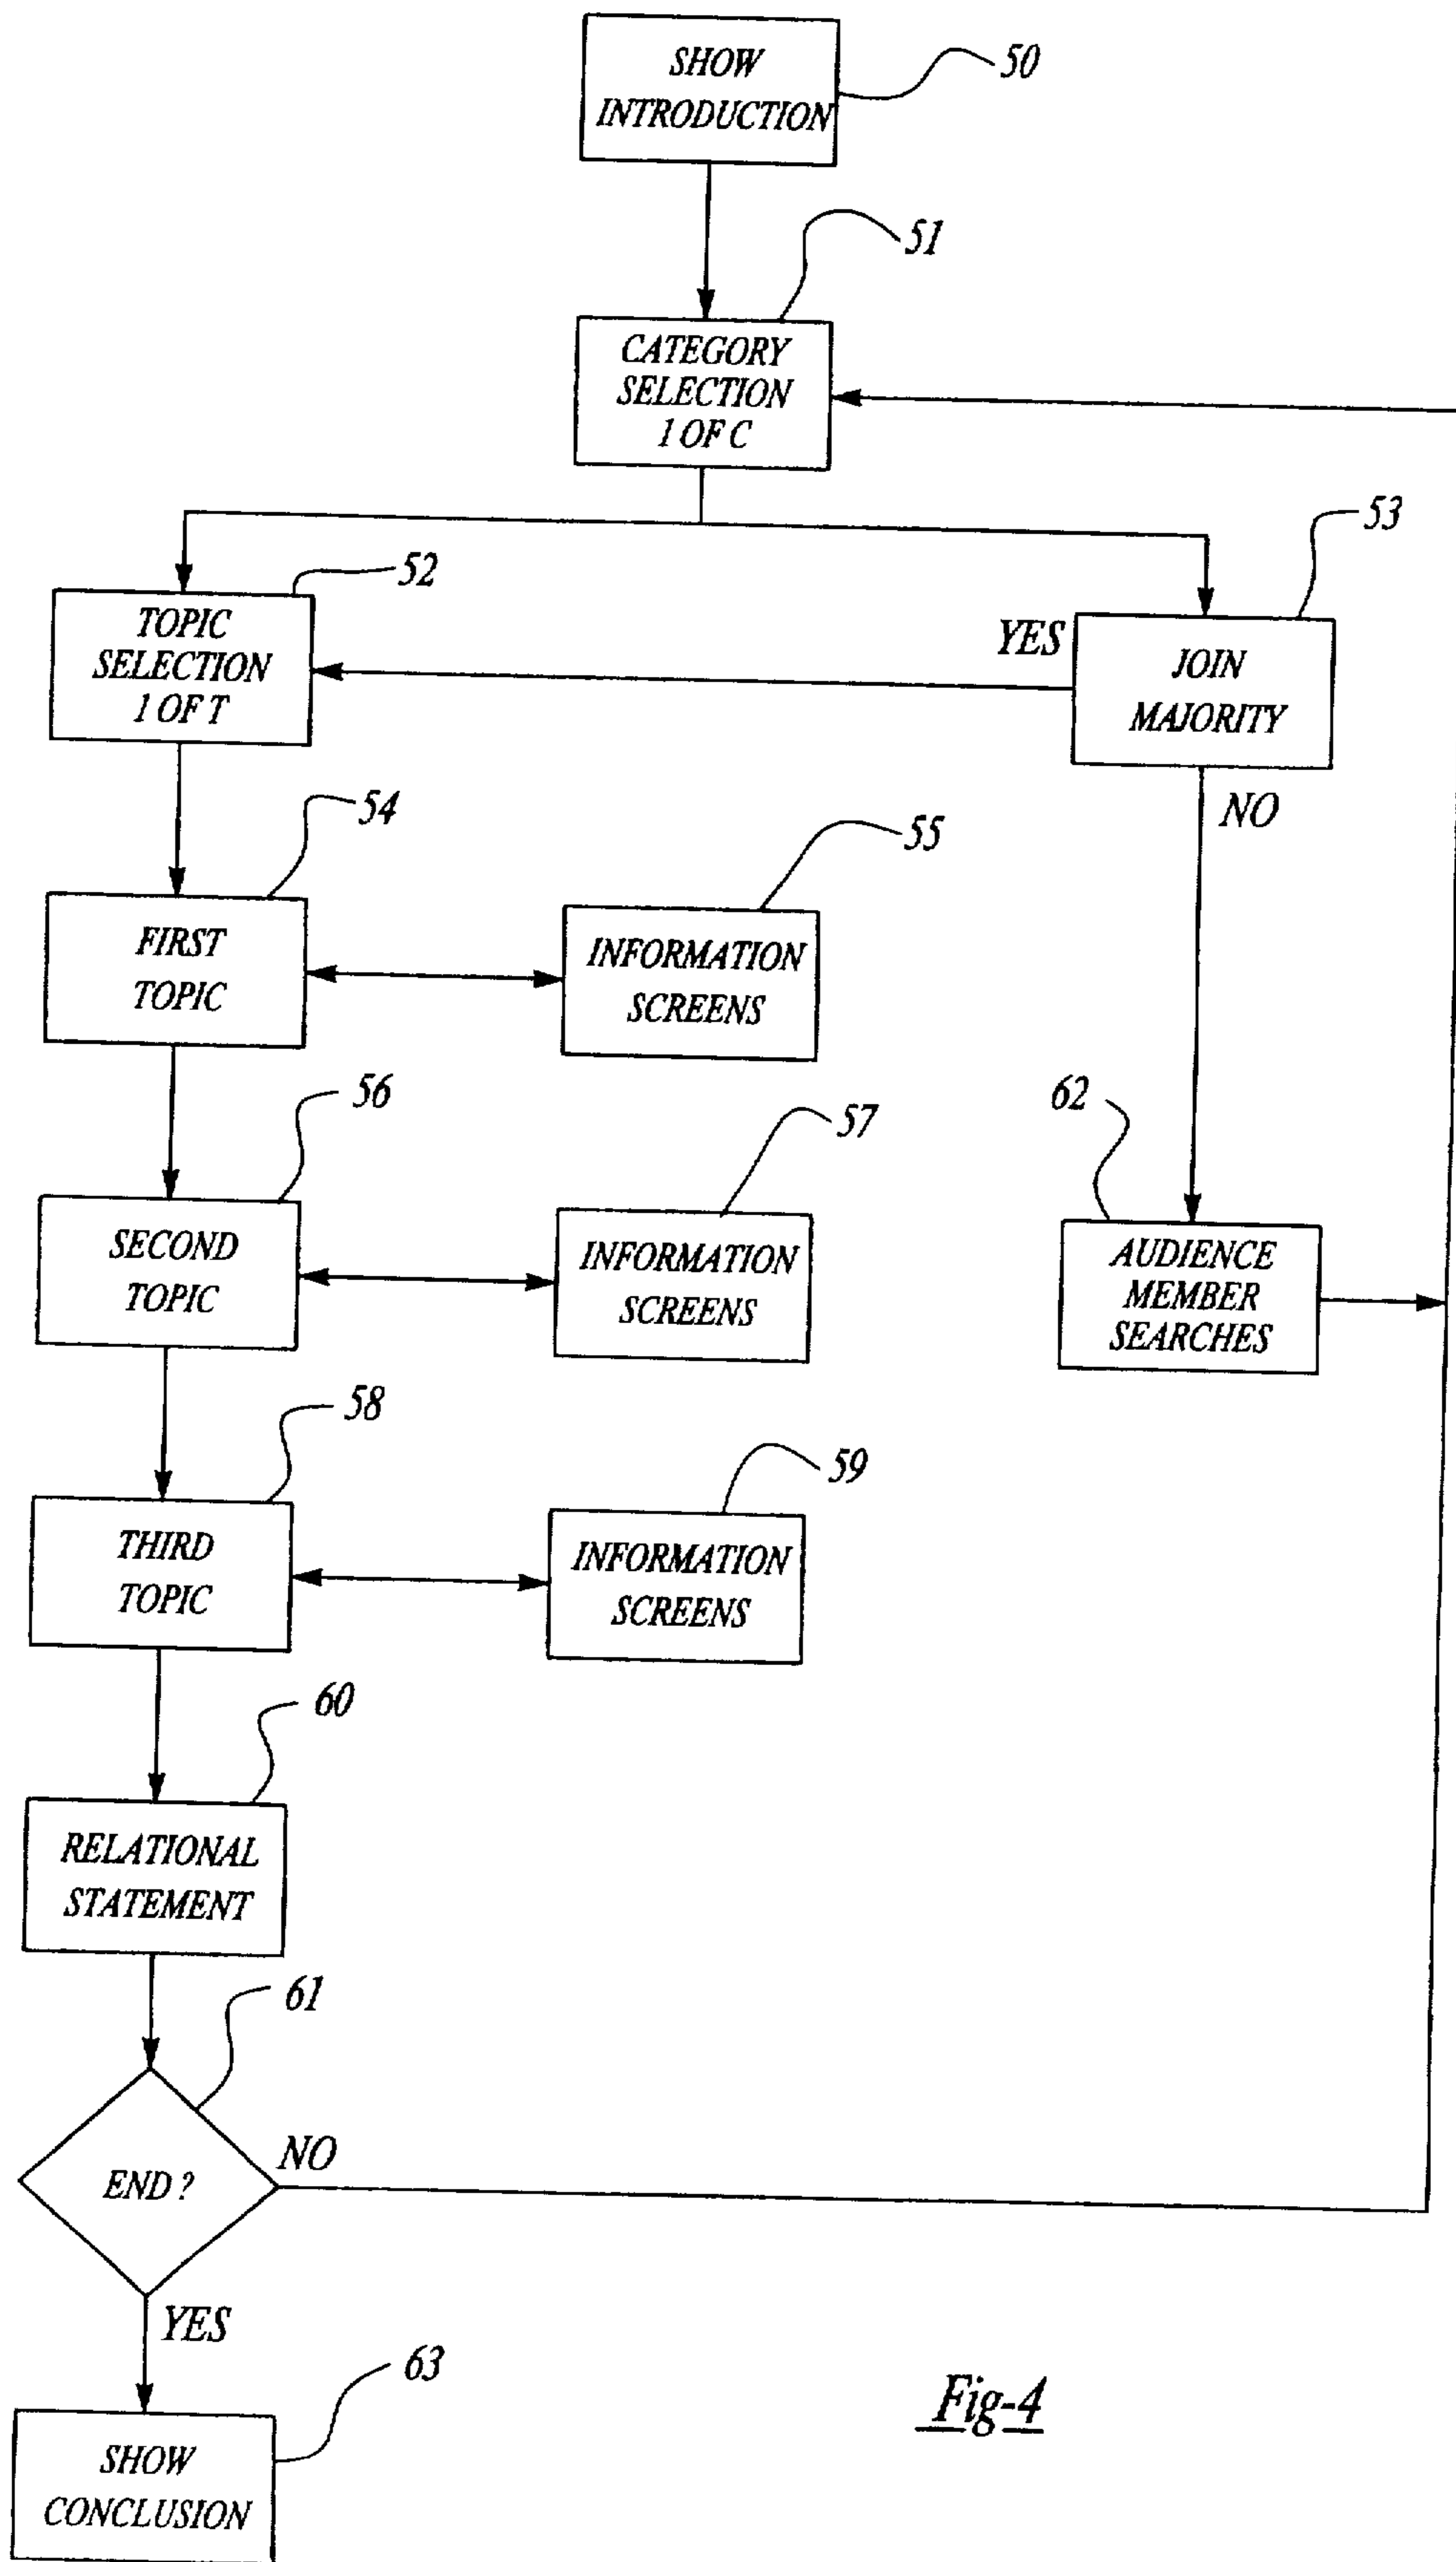 SHOW
INTRODUCTION
50
51
CATEGORY
SELECTION
1 OF C
52
TOPIC
SELECTION
1 OF T
53
YES
JOIN
MAJORITY
NO
54
FIRST
TOPIC
55
INFORMATION
SCREENS
56
SECOND
TOPIC
57
INFORMATION
SCREENS
62
AUDIENCE
MEMBER
SEARCHES
58
THIRD
TOPIC
59
INFORMATION
SCREENS
60
RELATIONAL
STATEMENT
61
END ?
NO
YES
63
SHOW
CONCLUSION
Fig-4